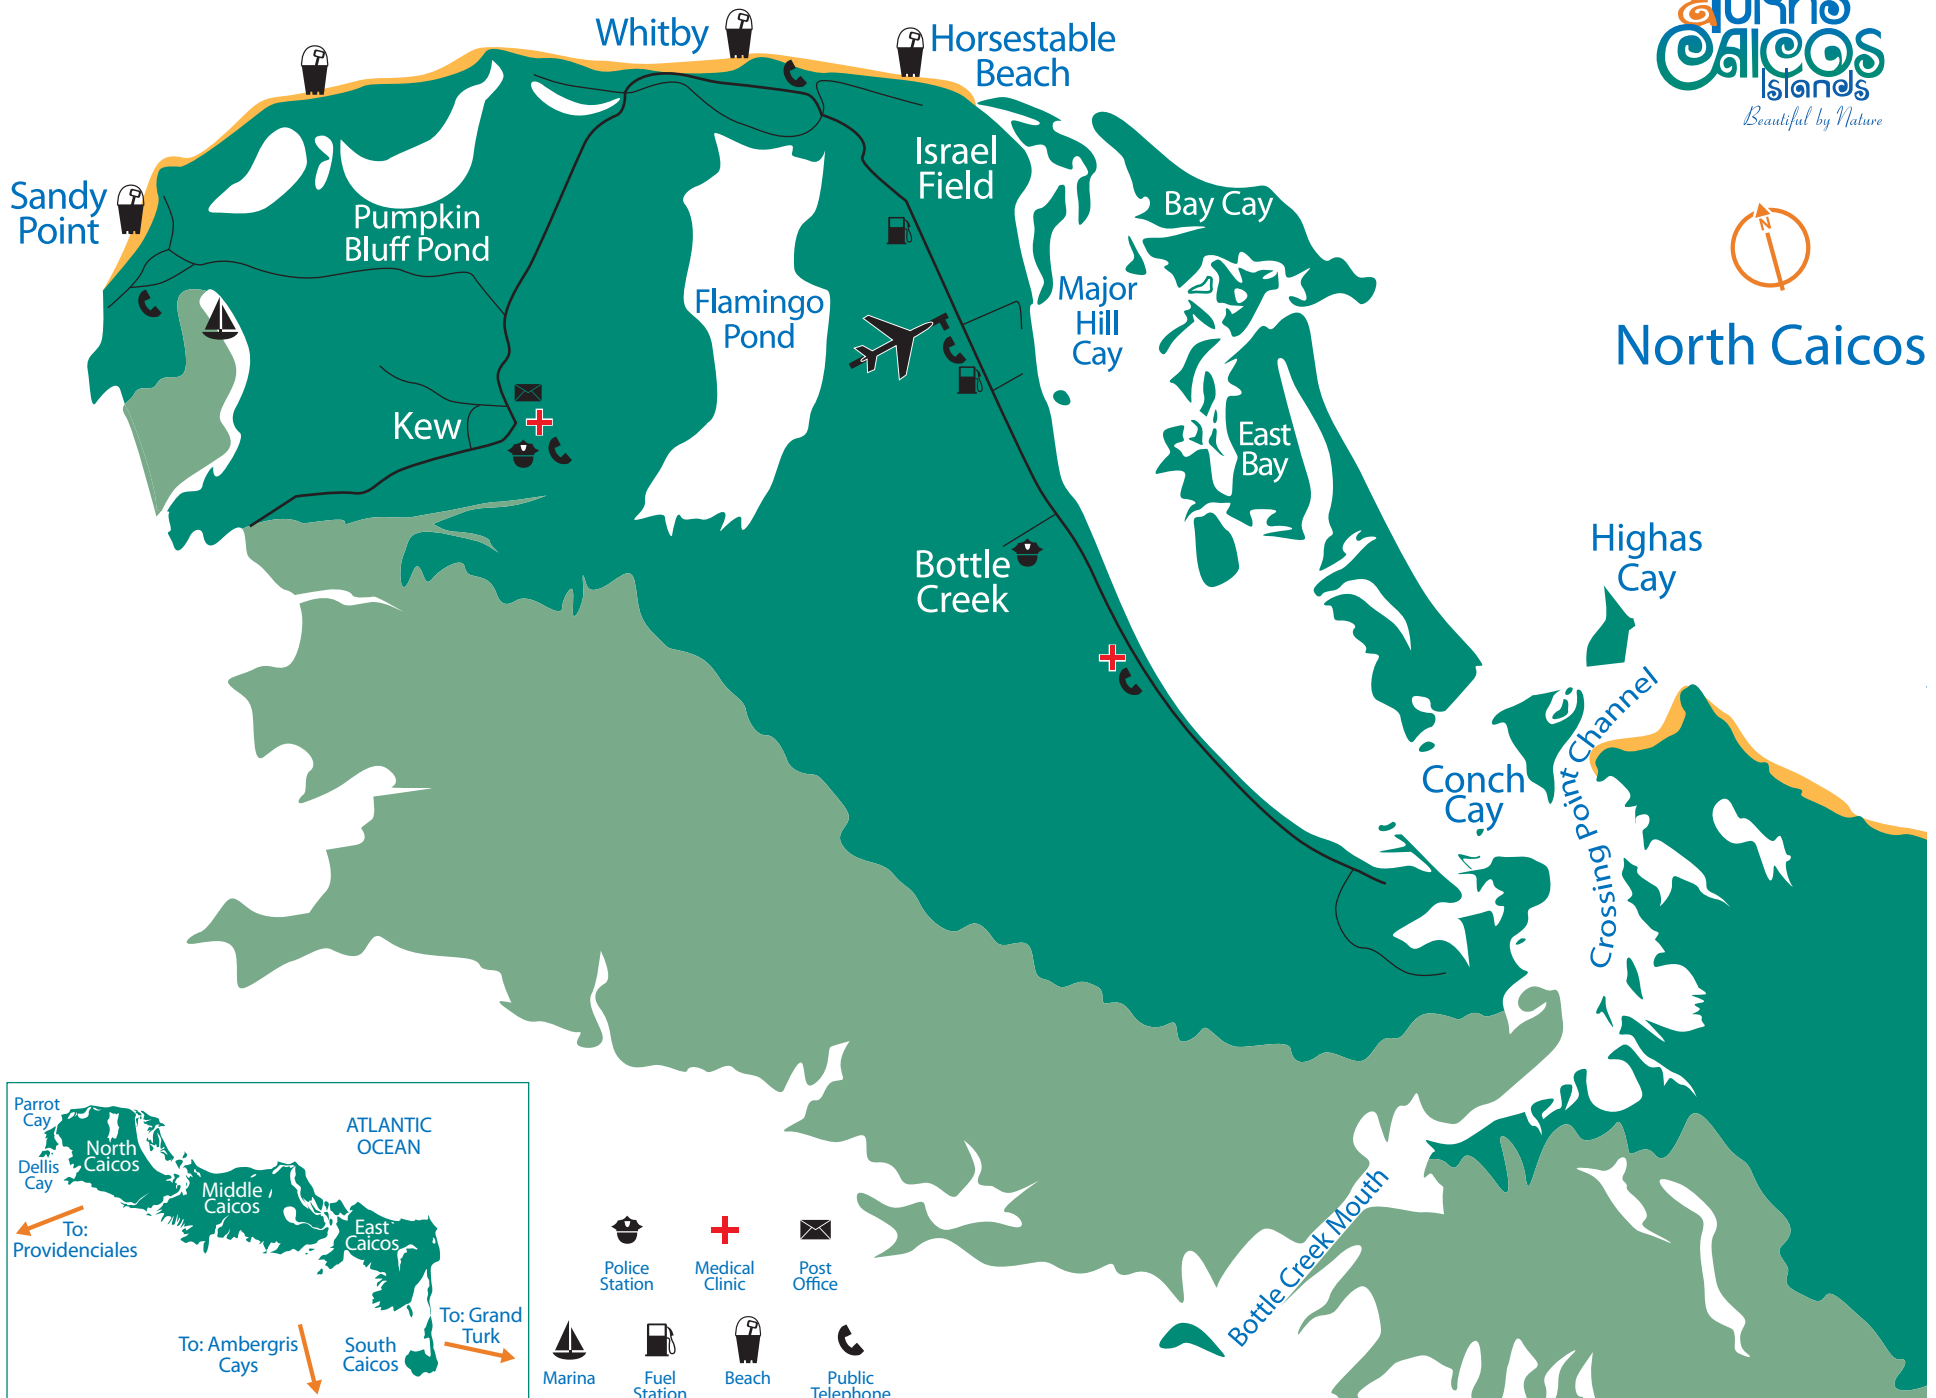 Turks
Caicos
Islands
Beautiful by Nature
N
North Caicos
Whitby
Horsestable
Beach
Sandy
Point
Pumpkin
Bluff Pond
Israel
Field
Bay Cay
Flamingo
Pond
Major
Hill
Cay
Kew
East
Bay
Bottle
Creek
Highas
Cay
Conch
Cay
Crossing Point Channel
Bottle Creek Mouth
Parrot
Cay
North
Caicos
Dellis
Cay
ATLANTIC
OCEAN
Middle
Caicos
East
Caicos
To:
Providenciales
To: Ambergris
Cays
South
Caicos
To: Grand
Turk
Police
Station
Medical
Clinic
Post
Office
Marina
Fuel
Station
Beach
Public
Telephone